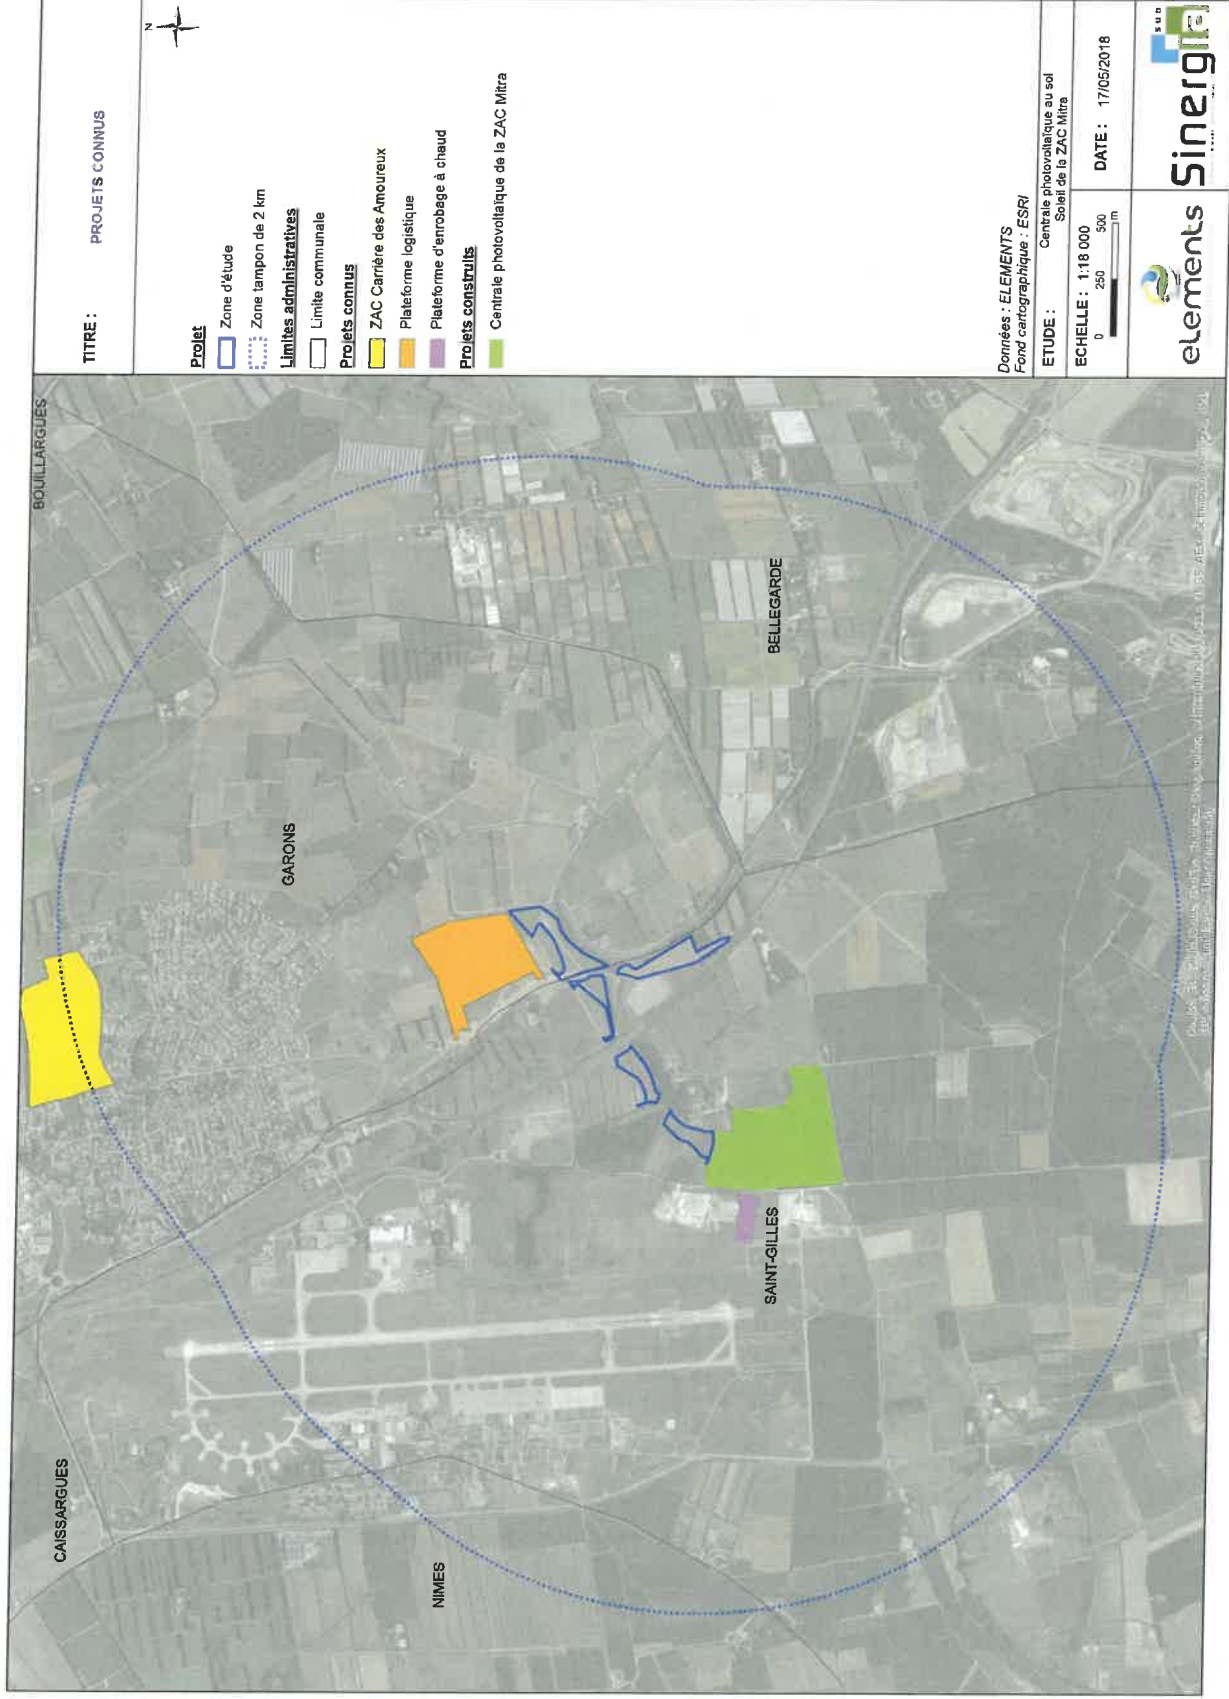 TITRE :
PROJETS CONNUS
N
Projet
Zone d'étude
Zone tampon de 2 km
Limites administratives
Limite communale
Projets connus
ZAC Carrière des Amoureux
Plateforme logistique
Plateforme d'enrobage à chaud
Projets construits
Centrale photovoltaïque de la ZAC Mitra
Données : ELEMENTS
Fond cartographique : ESRI
ETUDE :
Centrale photovoltaïque au sol
Soleil de la ZAC Mitra
ECHELLE : 1:18 000
0 250 500
m
DATE : 17/05/2018
elements
Sinergia
sun
BOUILLARGUES
GARONS
BELLEGARDE
CAISSARGUES
NIMES
SAINT-GILLES